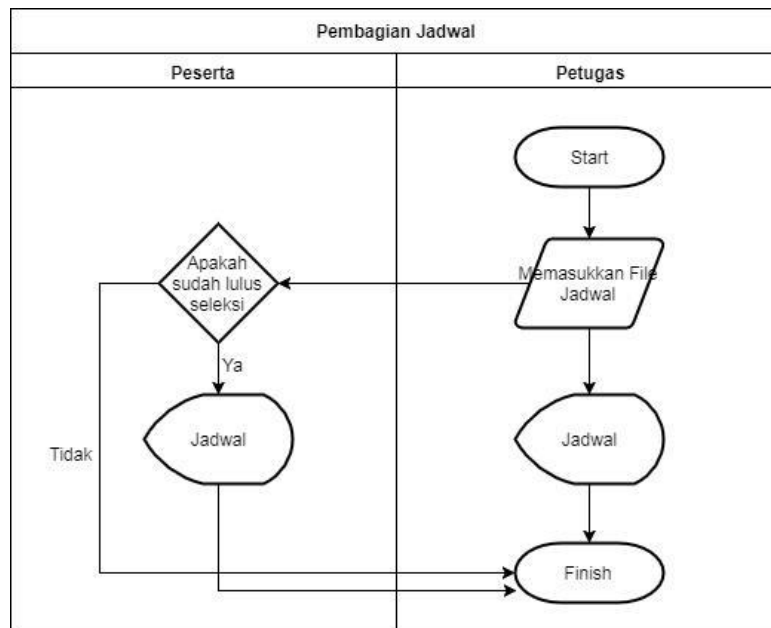 Pembagian Jadwal
Peserta
Petugas
Start
Memasukkan File
Jadwal
Apakah
sudah lulus
seleksi
Ya
Tidak
Jadwal
Jadwal
Finish